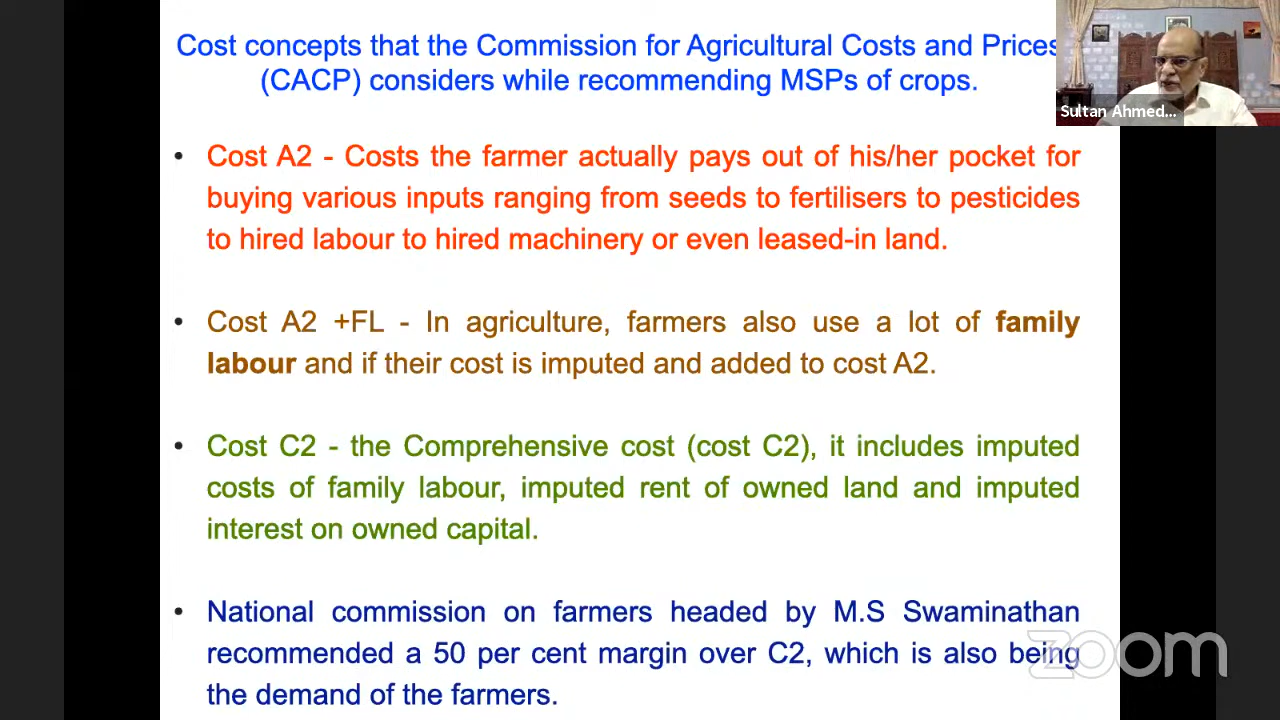 Cost concepts that the Commission for Agricultural Costs and Prices
(CACP) considers while recommending MSPs of crops.
Sultan Ahmed...
• Cost A2 - Costs the farmer actually pays out of his/her pocket for
buying various inputs ranging from seeds to fertilisers to pesticides
to hired labour to hired machinery or even leased-in land.
• Cost A2 +FL - In agriculture, farmers also use a lot of family
labour and if their cost is imputed and added to cost A2.
• Cost C2 - the Comprehensive cost (cost C2), it includes imputed
costs of family labour, imputed rent of owned land and imputed
interest on owned capital.
• National commission on farmers headed by M.S Swaminathan
recommended a 50 per cent margin over C2, which is also being
the demand of the farmers.
zoom